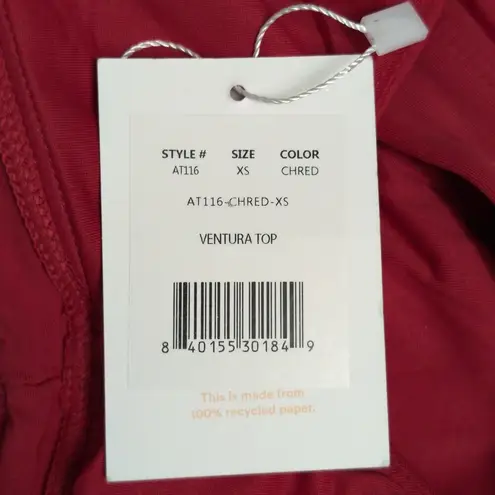 STYLE # SIZE COLOR
AT116 XS CHRED
AT116-CHRED-XS
VENTURA TOP
8 40155 30184 9
This is made from
100% recycled paper.